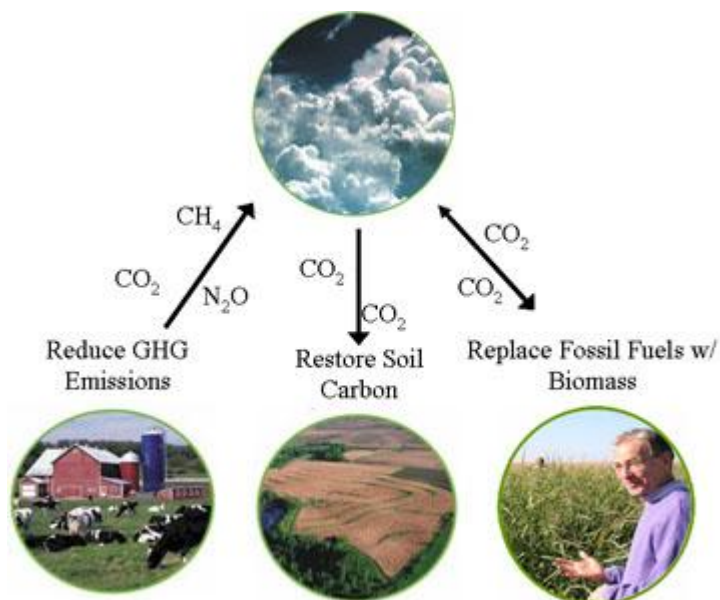 CH₄
CO₂
N₂O
CO₂
CO₂
CO₂
CO₂
Reduce GHG
Emissions
Restore Soil
Carbon
Replace Fossil Fuels w/
Biomass